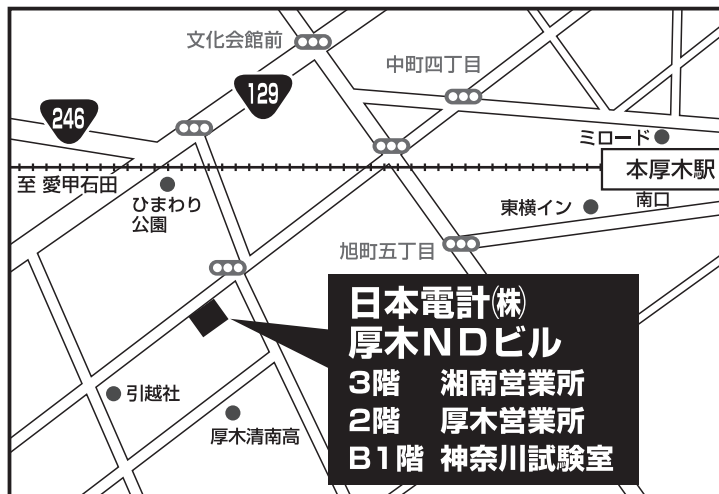 文化会館前
中町四丁目
129
246
ミロード
本厚木駅
至 愛甲石田
ひまわり
公園
南口
東横イン
旭町五丁目
日本電計㈱
厚木NDビル
3階 湘南営業所
2階 厚木営業所
B1階 神奈川試験室
引越社
厚木清南高